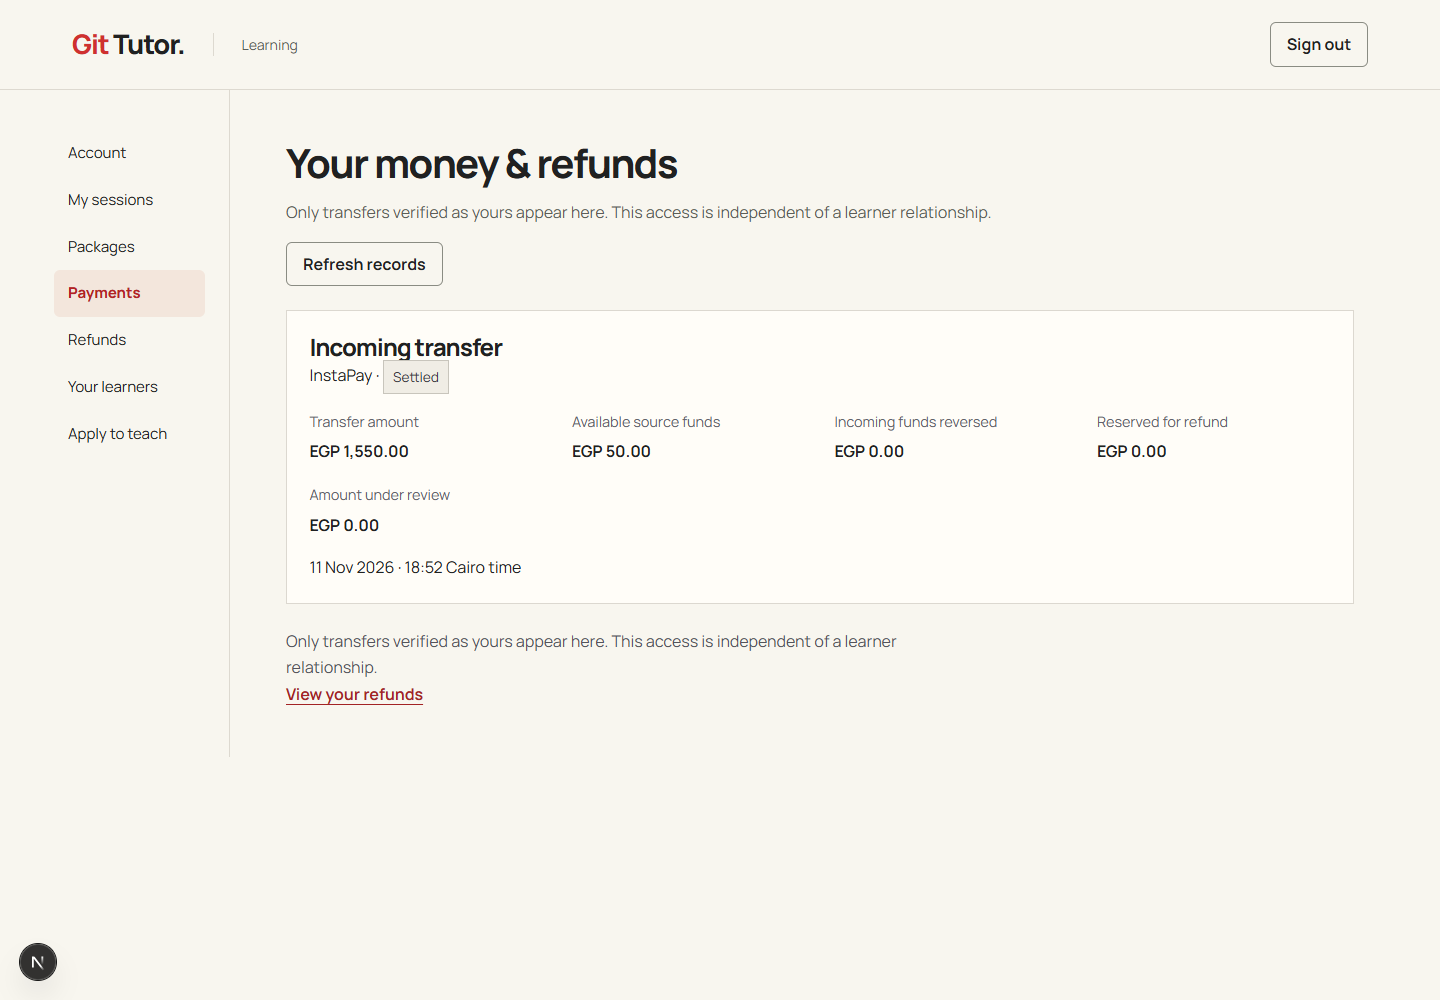 Git Tutor.
Learning
Sign out
Account
My sessions
Packages
Payments
Refunds
Your learners
Apply to teach
Your money & refunds
Only transfers verified as yours appear here. This access is independent of a learner relationship.
Refresh records
Incoming transfer
InstaPay · Settled
Transfer amount
EGP 1,550.00
Available source funds
EGP 50.00
Incoming funds reversed
EGP 0.00
Reserved for refund
EGP 0.00
Amount under review
EGP 0.00
11 Nov 2026 · 18:52 Cairo time
Only transfers verified as yours appear here. This access is independent of a learner
relationship.
View your refunds
N